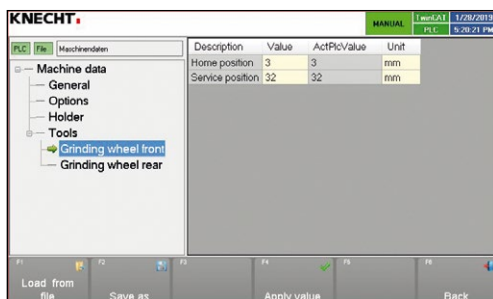 KNECHT.
MANUAL
TwinCAT 1/28/2019
PLC 5:20:21 PM
PLC File Maschinendaten
Machine data
General
Options
Holder
Tools
Grinding wheel front
Grinding wheel rear
Description Value ActPlcValue Unit
Home position 3 3 mm
Service position 32 32 mm
F1 F2 F3 F4 F5 F6
Load from file
Save as
Apply value
Back